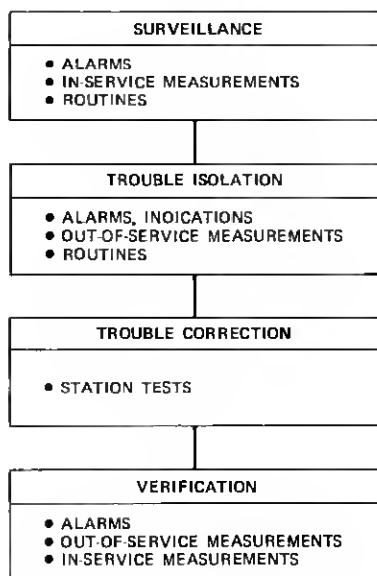 SURVEILLANCE
• ALARMS
• IN-SERVICE MEASUREMENTS
• ROUTINES
TROUBLE ISOLATION
• ALARMS, INDICATIONS
• OUT-OF-SERVICE MEASUREMENTS
• ROUTINES
TROUBLE CORRECTION
• STATION TESTS
VERIFICATION
• ALARMS
• OUT-OF-SERVICE MEASUREMENTS
• IN-SERVICE MEASUREMENTS